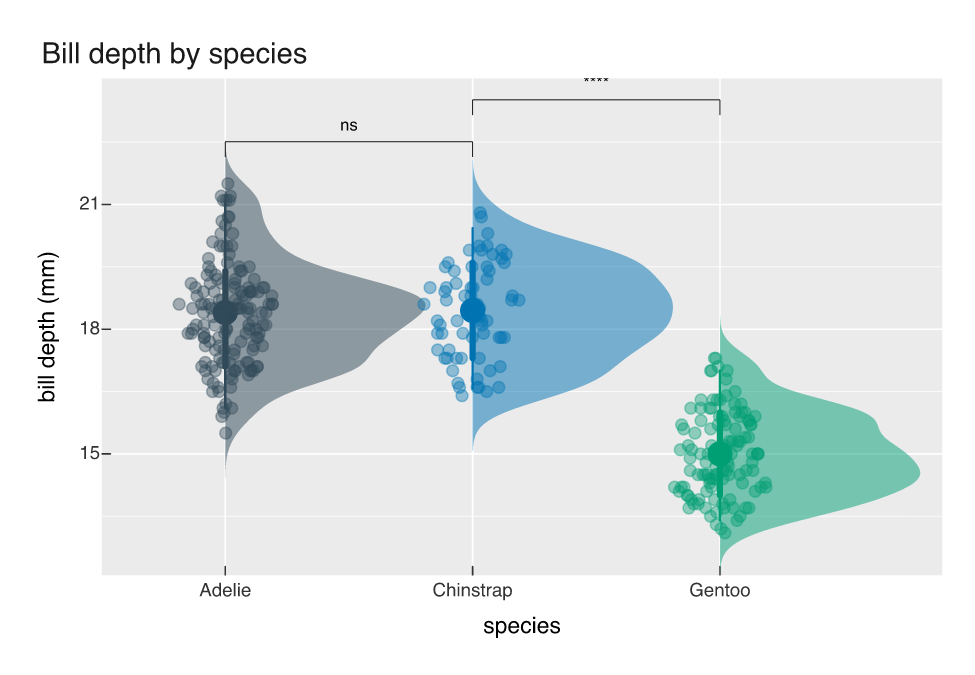 Bill depth by species
****
ns
21
18
15
bill depth (mm)
Adelie Chinstrap Gentoo
species